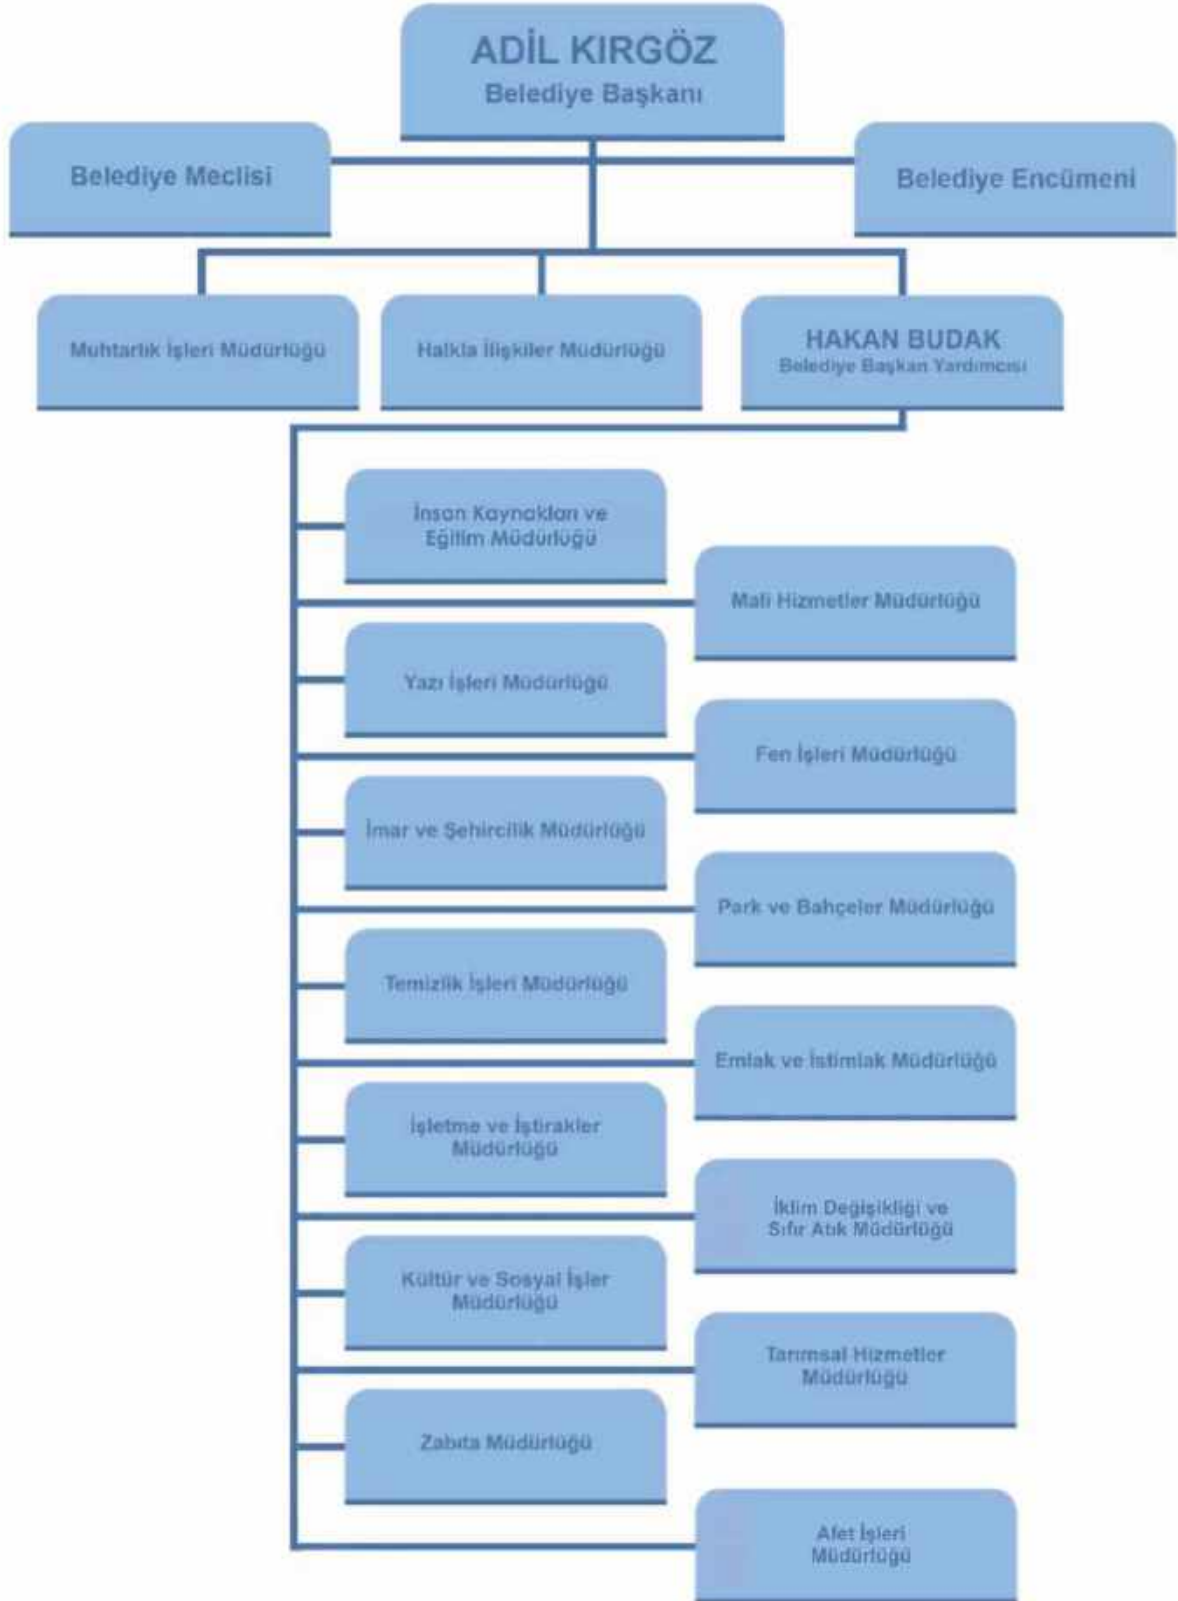 ADİL KIRGÖZ
Belediye Başkanı
Belediye Meclisi
Belediye Encümeni
Muhtarlık İşleri Müdürlüğü
Halkla İlişkiler Müdürlüğü
HAKAN BUDAK
Belediye Başkan Yardımcısı
İnsan Kaynakları ve
Eğitim Müdürlüğü
Mali Hizmetler Müdürlüğü
Yazı İşleri Müdürlüğü
Fen İşleri Müdürlüğü
İmar ve Şehircilik Müdürlüğü
Park ve Bahçeler Müdürlüğü
Temizlik İşleri Müdürlüğü
Emlak ve İstimlak Müdürlüğü
İşletme ve İştirakler
Müdürlüğü
İklim Değişikliği ve
Sıfır Atık Müdürlüğü
Kültür ve Sosyal İşler
Müdürlüğü
Tarımsal Hizmetler
Müdürlüğü
Zabıta Müdürlüğü
Afet İşleri
Müdürlüğü